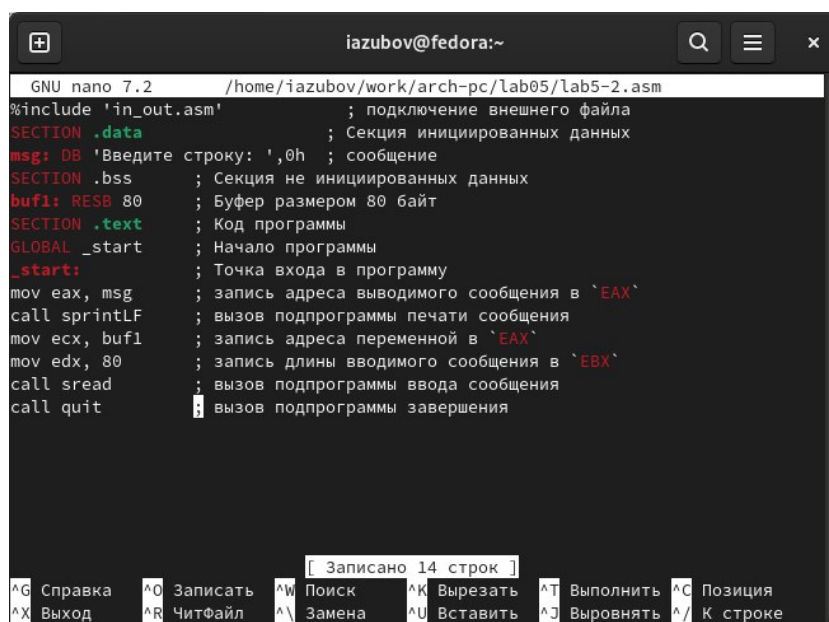 iazubov@fedora:~
GNU nano 7.2 /home/iazubov/work/arch-pc/lab05/lab5-2.asm
%include 'in_out.asm' ; подключение внешнего файла
SECTION .data ; Секция инициированных данных
msg: DB 'Введите строку: ',0h ; сообщение
SECTION .bss ; Секция не инициированных данных
buf1: RESB 80 ; Буфер размером 80 байт
SECTION .text ; Код программы
GLOBAL _start ; Начало программы
_start: ; Точка входа в программу
mov eax, msg ; запись адреса выводимого сообщения в `EAX`
call sprintLF ; вызов подпрограммы печати сообщения
mov ecx, buf1 ; запись адреса переменной в `EAX`
mov edx, 80 ; запись длины вводимого сообщения в `EBX`
call sread ; вызов подпрограммы ввода сообщения
call quit ; вызов подпрограммы завершения
[ Записано 14 строк ]
^G Справка ^O Записать ^W Поиск ^K Вырезать ^T Выполнить ^C Позиция
^X Выход ^R ЧитФайл ^\ Замена ^U Вставить ^J Выровнять ^/ К строке